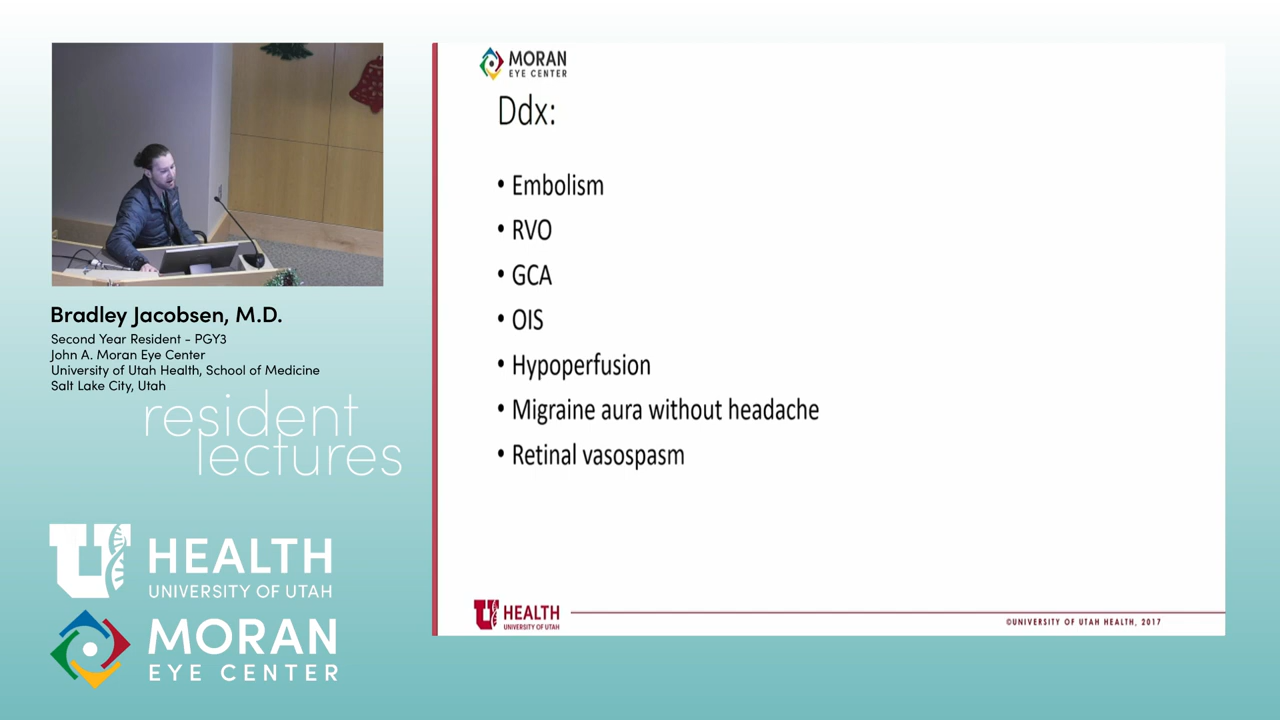 Bradley Jacobsen, M.D.
Second Year Resident - PGY3
John A. Moran Eye Center
University of Utah Health, School of Medicine
Salt Lake City, Utah
resident
lectures
U HEALTH
UNIVERSITY OF UTAH
MORAN
EYE CENTER
MORAN
EYE CENTER
Ddx:
• Embolism
• RVO
• GCA
• OIS
• Hypoperfusion
• Migraine aura without headache
• Retinal vasospasm
U HEALTH
UNIVERSITY OF UTAH
©UNIVERSITY OF UTAH HEALTH, 2017